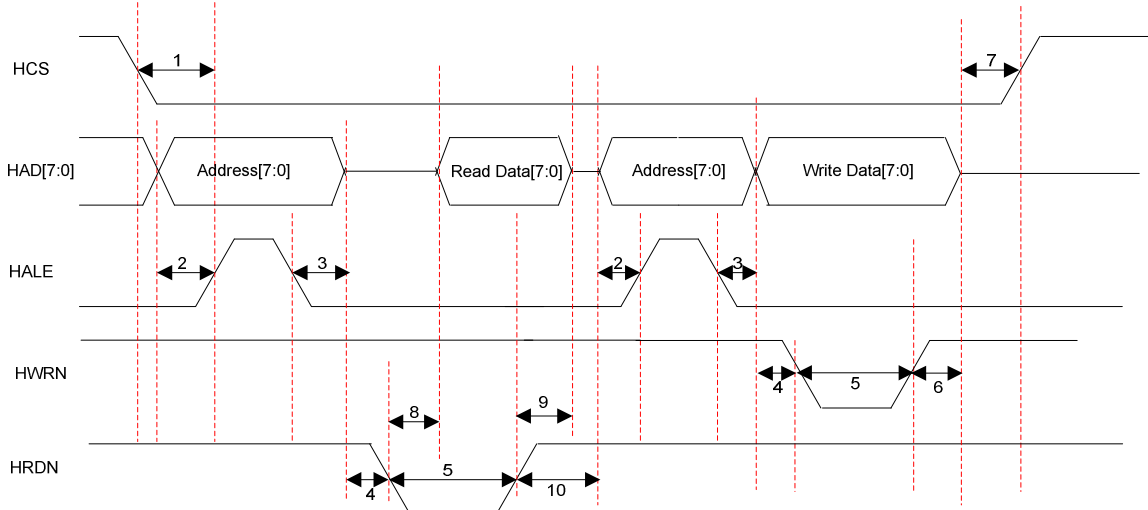 HCS
1
7
HAD[7:0]
Address[7:0]
Read Data[7:0]
Address[7:0]
Write Data[7:0]
HALE
2
3
2
3
HWRN
4
5
6
8
9
HRDN
4
5
10